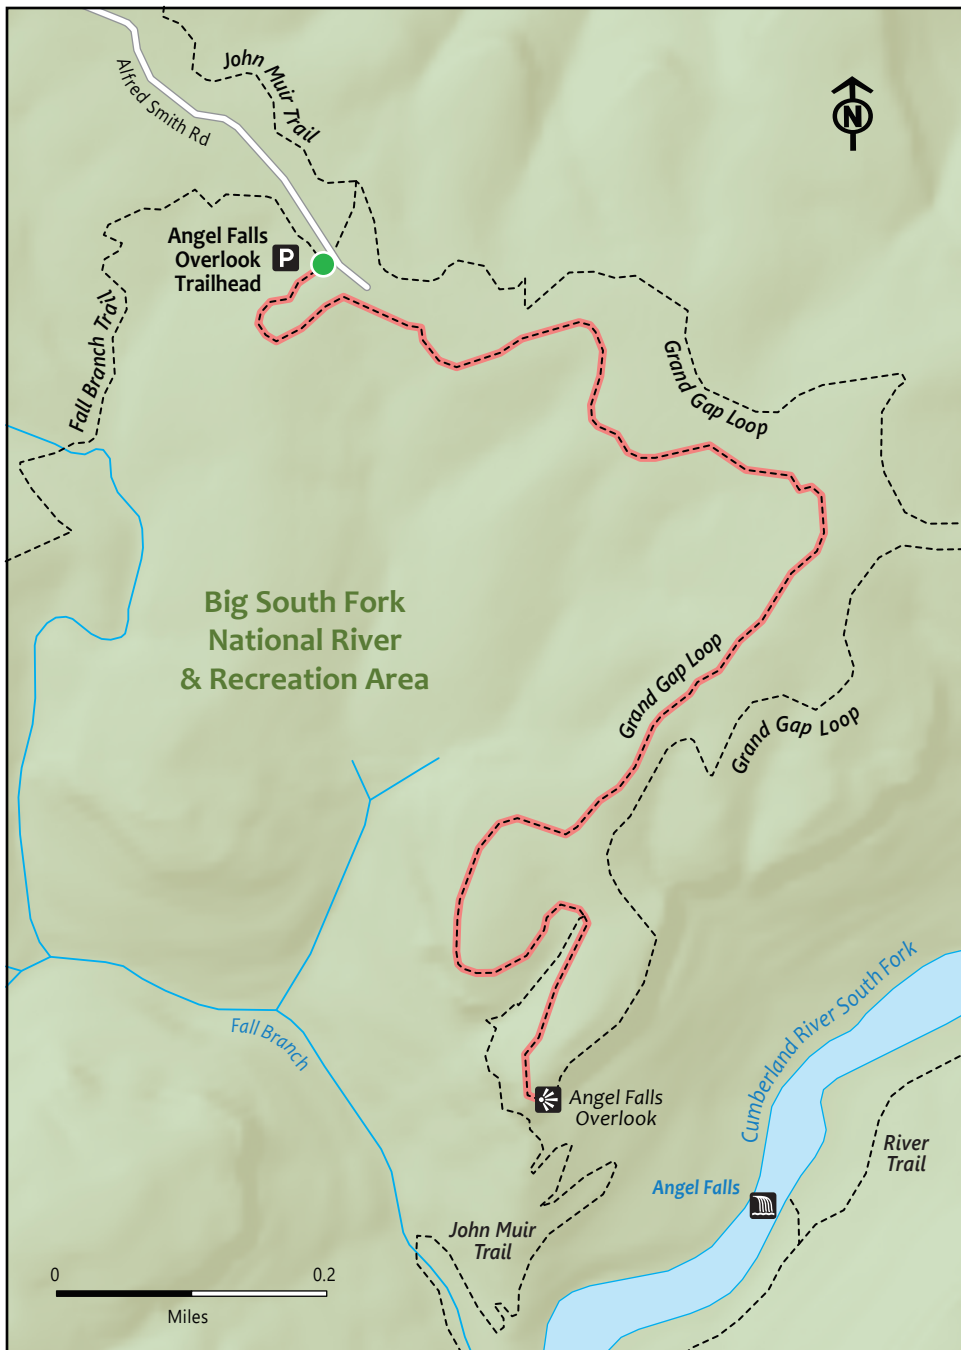 John Muir Trail
Alfred Smith Rd
N
Angel Falls
Overlook
Trailhead
P
Fall Branch Trail
Grand Gap Loop
Big South Fork
National River
& Recreation Area
Grand Gap Loop
Grand Gap Loop
Cumberland River South Fork
Fall Branch
Angel Falls
Overlook
River
Trail
Angel Falls
John Muir
Trail
0
0.2
Miles